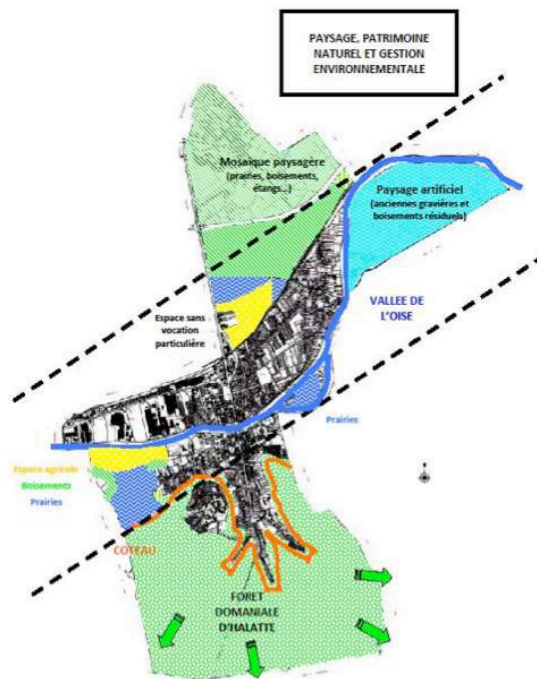 PAYSAGE, PATRIMOINE
NATUREL ET GESTION
ENVIRONNEMENTALE
Mosaïque paysagère
(prairies, boisements,
étangs...)
Paysage artificiel
(anciennes gravières et
boisements résiduels)
VALLEE DE
L'OISE
Espace sans
vocation
particulière
Prairies
Espace agricole
Boisements
Prairies
COTEAU
FORET
DOMANIALE
D'HALATTE